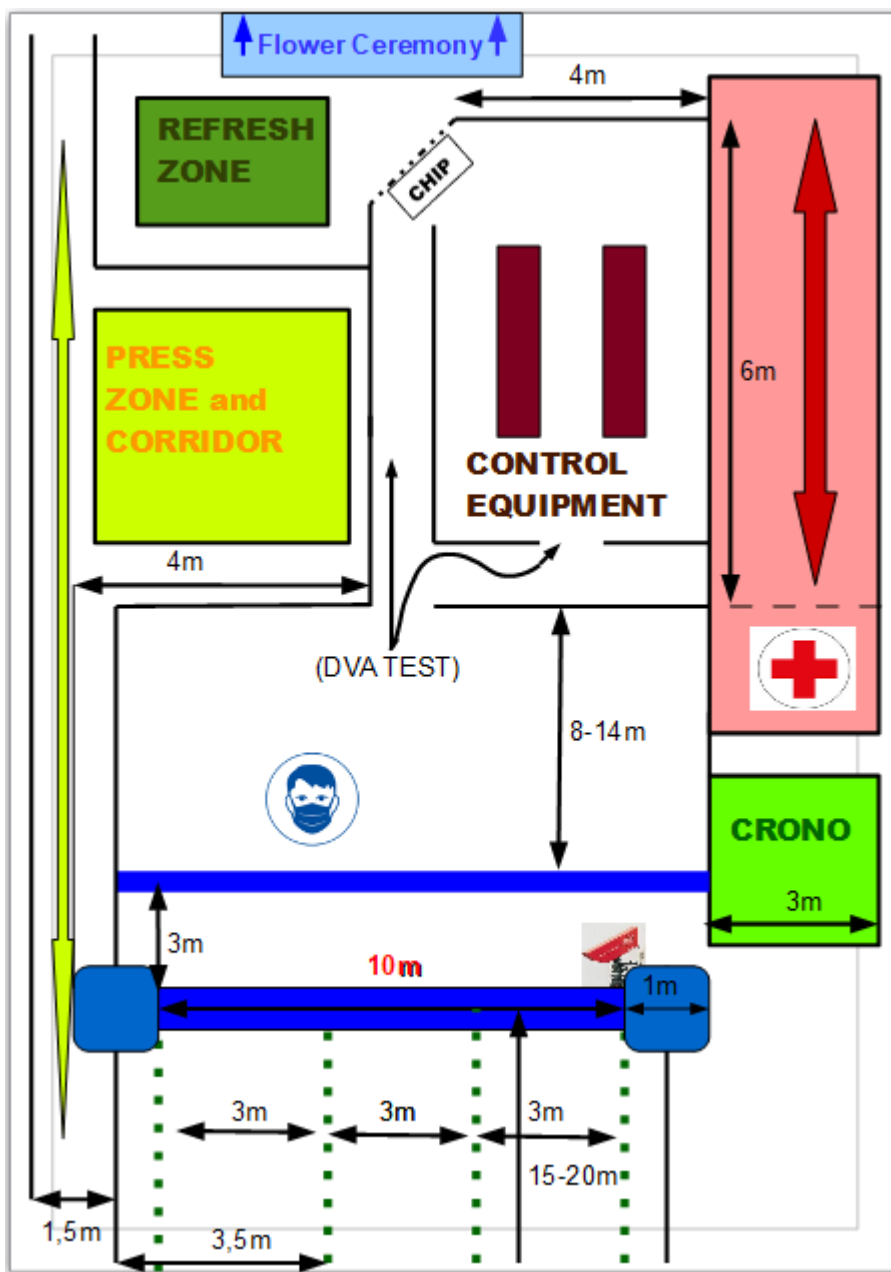 Flower Ceremony
4m
REFRESH
ZONE
CHIP
PRESS
ZONE and
CORRIDOR
6m
CONTROL
EQUIPMENT
4m
(DVA TEST)
8-14m
CRONO
3m
3m
10m
1m
3m
3m
3m
15-20m
1,5m
3,5m